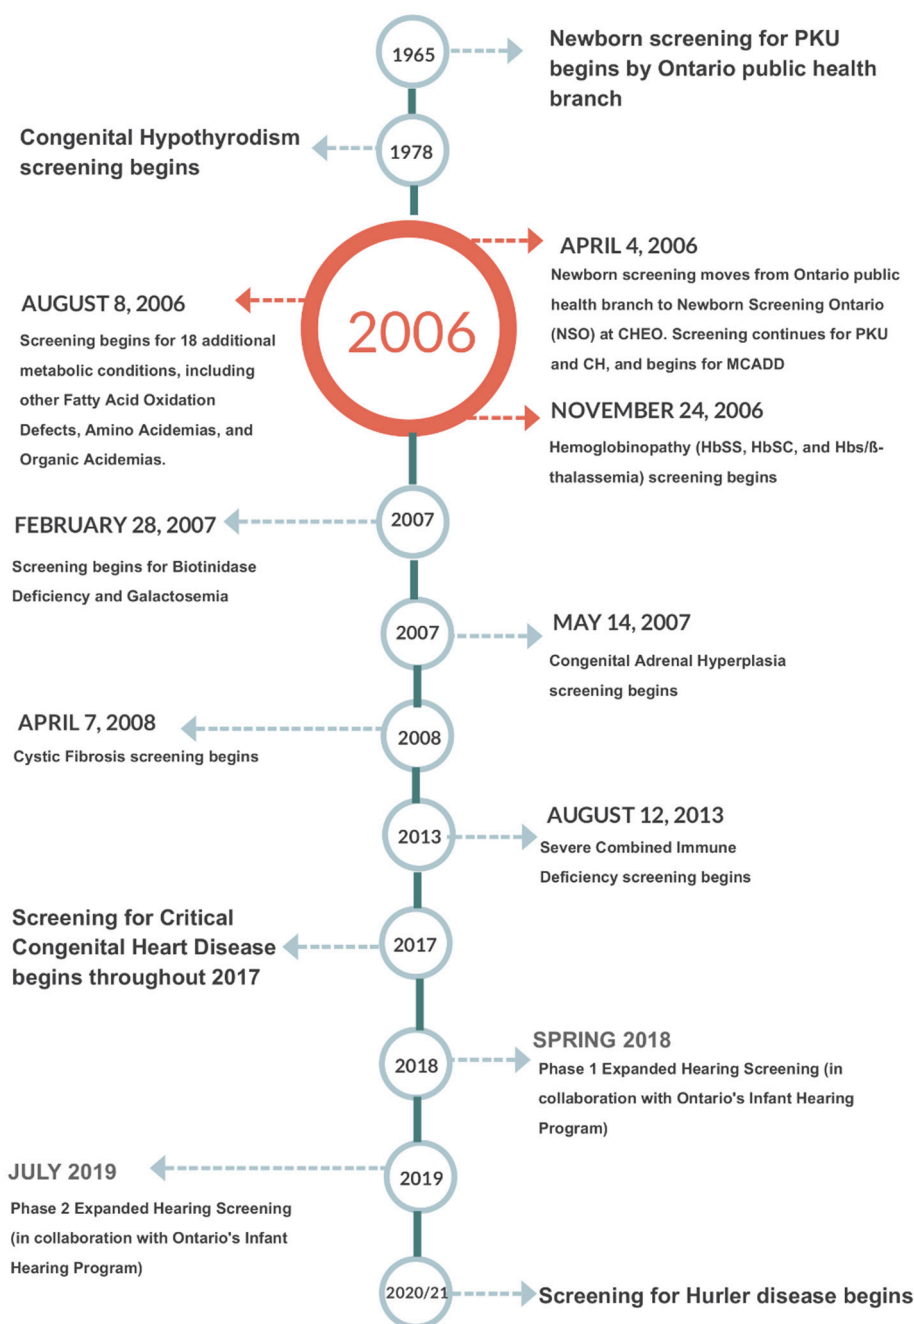 1965
Newborn screening for PKU
begins by Ontario public health
branch
Congenital Hypothyrodism
screening begins
1978
2006
APRIL 4, 2006
Newborn screening moves from Ontario public
health branch to Newborn Screening Ontario
(NSO) at CHEO. Screening continues for PKU
and CH, and begins for MCADD
AUGUST 8, 2006
Screening begins for 18 additional
metabolic conditions, including
other Fatty Acid Oxidation
Defects, Amino Acidemias, and
Organic Acidemias.
NOVEMBER 24, 2006
Hemoglobinopathy (HbSS, HbSC, and Hbs/ß-
thalassemia) screening begins
FEBRUARY 28, 2007
Screening begins for Biotinidase
Deficiency and Galactosemia
2007
2007
MAY 14, 2007
Congenital Adrenal Hyperplasia
screening begins
APRIL 7, 2008
Cystic Fibrosis screening begins
2008
2013
AUGUST 12, 2013
Severe Combined Immune
Deficiency screening begins
Screening for Critical
Congenital Heart Disease
begins throughout 2017
2017
2018
SPRING 2018
Phase 1 Expanded Hearing Screening (in
collaboration with Ontario's Infant Hearing
Program)
JULY 2019
Phase 2 Expanded Hearing Screening
(in collaboration with Ontario's Infant
Hearing Program)
2019
2020/21
Screening for Hurler disease begins